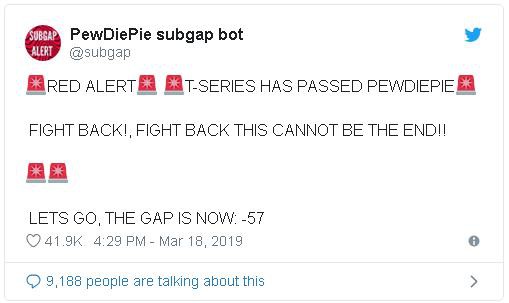 SUBGAP
ALERT
PewDiePie subgap bot
@subgap
🚨RED ALERT🚨 🚨T-SERIES HAS PASSED PEWDIEPIE🚨
FIGHT BACK!, FIGHT BACK THIS CANNOT BE THE END!!
🚨🚨
LETS GO, THE GAP IS NOW: -57
41.9K 4:29 PM - Mar 18, 2019
9,188 people are talking about this